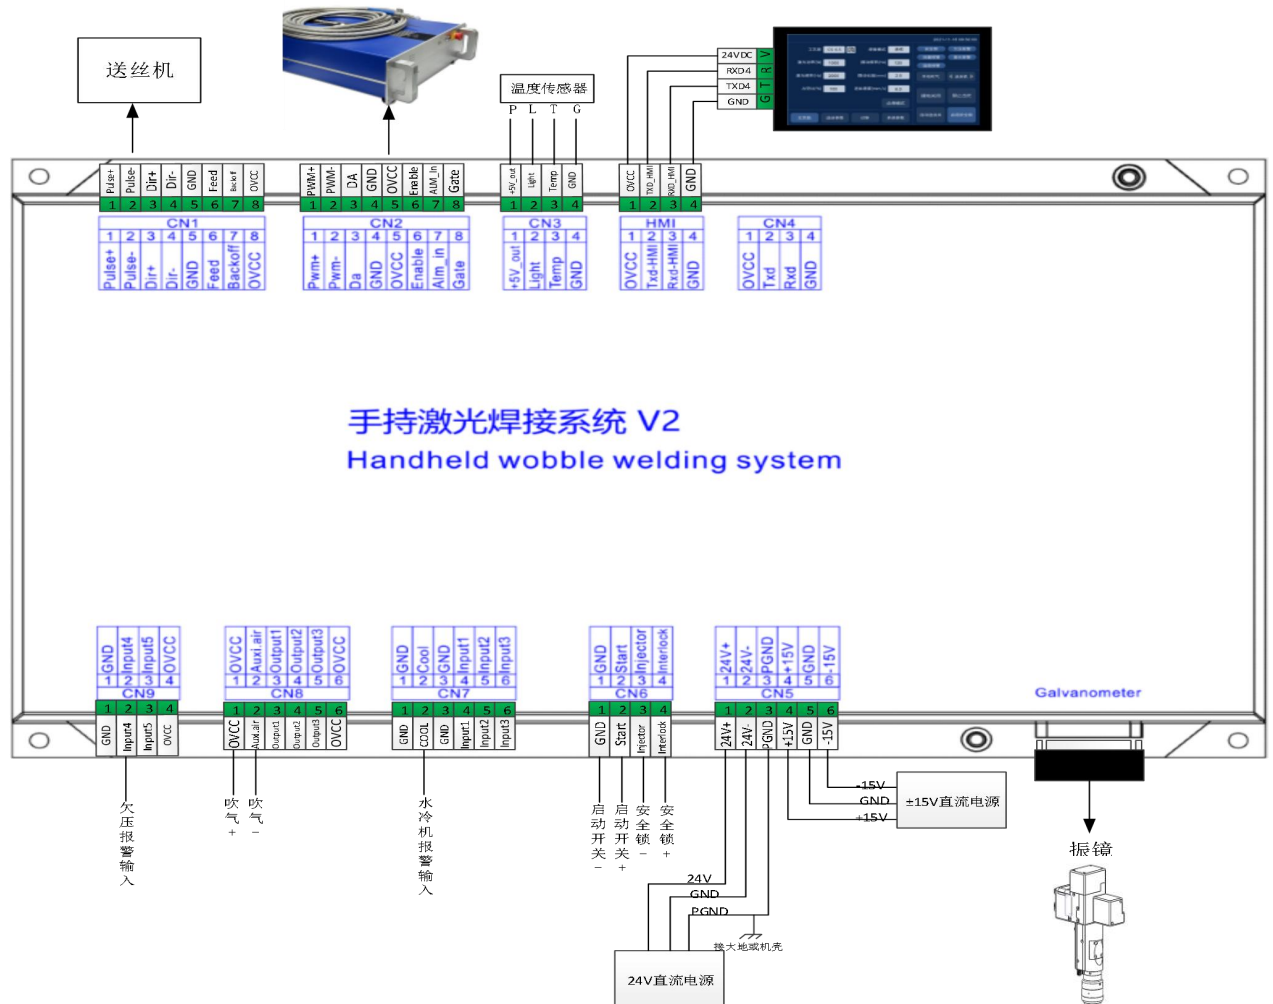 送丝机
温度传感器
P L T G
24VDC V
RXD4 R
TXD4 T
GND G
Pulse+ Pulse- Dir+ Dir- GND Feed Backoff OVCC
1 2 3 4 5 6 7 8
CN1
1 2 3 4 5 6 7 8
Pulse+ Pulse- Dir+ Dir- GND Feed Backoff OVCC
PWM+ PWM- DA GND OVCC Enable ALM_In Gate
1 2 3 4 5 6 7 8
CN2
1 2 3 4 5 6 7 8
Pwm+ Pwm- Da GND OVCC Enable Alm_in Gate
+5V_out Light Temp GND
1 2 3 4
CN3
1 2 3 4
+5V_out Light Temp GND
OVCC TXD_HMI RXD_HMI GND
1 2 3 4
HMI
1 2 3 4
OVCC Txd-HMI Rxd-HMI GND
CN4
1 2 3 4
OVCC Txd Rxd GND
手持激光焊接系统 V2
Handheld wobble welding system
GND Input4 Input5 OVCC
1 2 3 4
CN9
1 2 3 4
GND Input4 Input5 OVCC
欠压报警输入
OVCC Auxi.air Output1 Output2 Output3 OVCC
1 2 3 4 5 6
CN8
1 2 3 4 5 6
OVCC Auxi.air Output1 Output2 Output3 OVCC
吹气+
吹气-
GND Cool GND Input1 Input2 Input3
1 2 3 4 5 6
CN7
1 2 3 4 5 6
GND COOL GND Input1 Input2 Input3
水冷机报警输入
GND Start Injector Interlock
1 2 3 4
CN6
1 2 3 4
GND Start Injector Interlock
启动开关-
启动开关+
安全锁-
安全锁+
24V+ 24V- PGND +15V GND -15V
1 2 3 4 5 6
CN5
1 2 3 4 5 6
24V+ 24V- PGND +15V GND -15V
Galvanometer
-15V
GND
+15V
±15V直流电源
振镜
24V
GND
PGND
接大地或机壳
24V直流电源